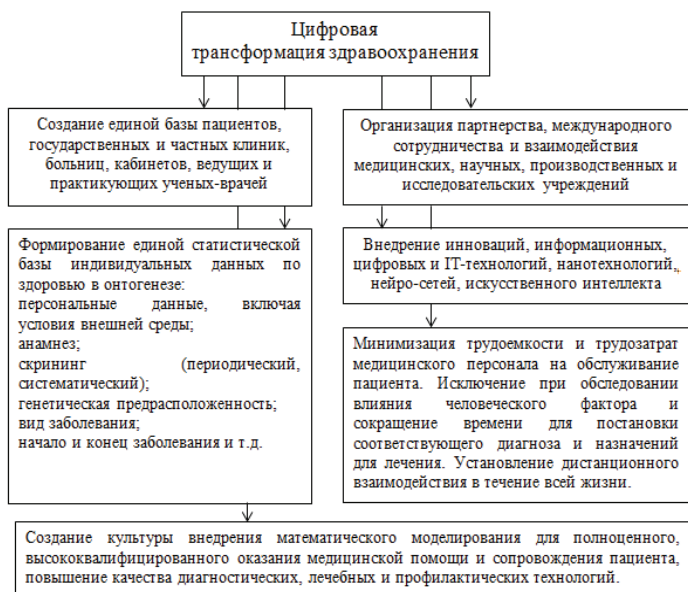 Цифровая
трансформация здравоохранения
Создание единой базы пациентов,
государственных и частных клиник,
больниц, кабинетов, ведущих и
практикующих ученых-врачей
Организация партнерства, международного
сотрудничества и взаимодействия
медицинских, научных, производственных и
исследовательских учреждений
Формирование единой статистической
базы индивидуальных данных по
здоровью в онтогенезе:
персональные данные, включая
условия внешней среды;
анамнез;
скрининг (периодический,
систематический);
генетическая предрасположенность;
вид заболевания;
начало и конец заболевания и т.д.
Внедрение инноваций, информационных,
цифровых и IT-технологий, нанотехнологий,
нейро-сетей, искусственного интеллекта
Минимизация трудоемкости и трудозатрат
медицинского персонала на обслуживание
пациента. Исключение при обследовании
влияния человеческого фактора и
сокращение времени для постановки
соответствующего диагноза и назначений
для лечения. Установление дистанционного
взаимодействия в течение всей жизни.
Создание культуры внедрения математического моделирования для полноценного,
высококвалифицированного оказания медицинской помощи и сопровождения пациента,
повышение качества диагностических, лечебных и профилактических технологий.